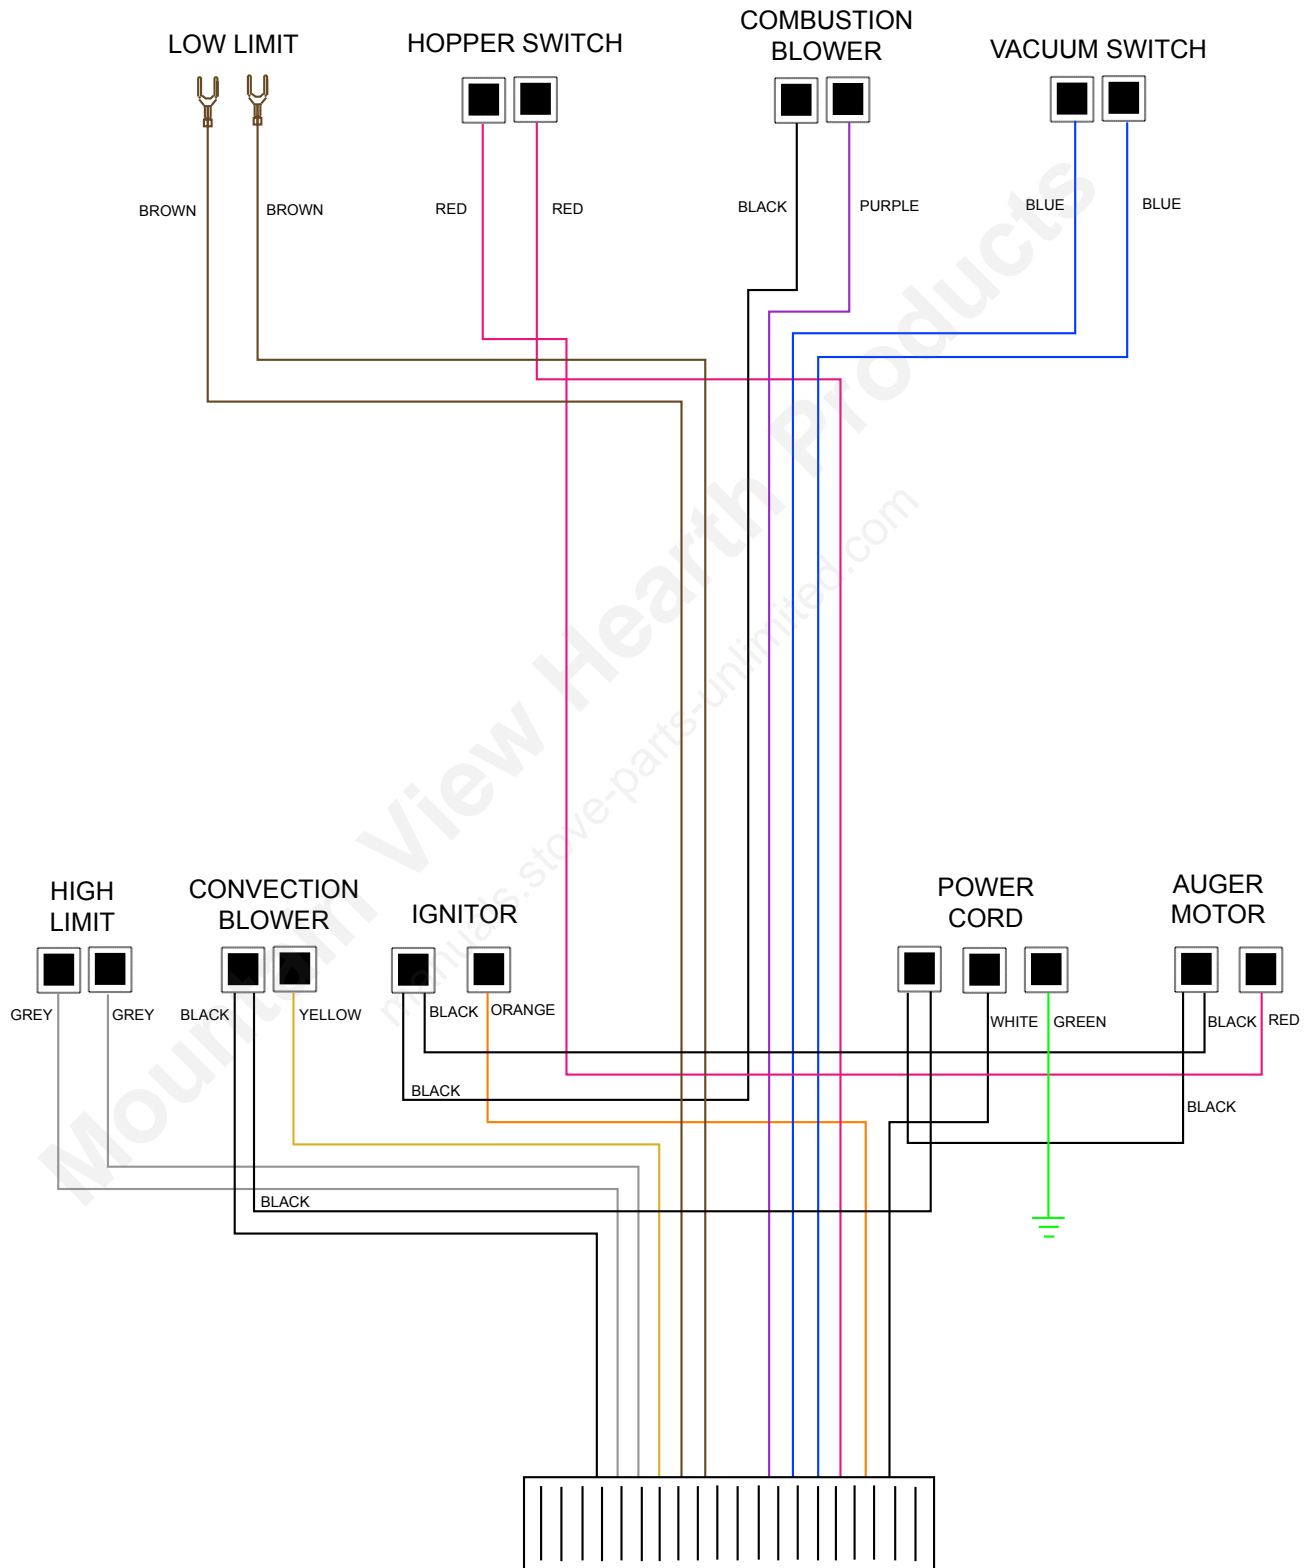 LOW LIMIT
HOPPER SWITCH
COMBUSTION
BLOWER
VACUUM SWITCH
BROWN
BROWN
RED
RED
BLACK
PURPLE
BLUE
BLUE
Mountain View Hearth Products
manuals.stove-parts-unlimited.com
HIGH
LIMIT
CONVECTION
BLOWER
IGNITOR
POWER
CORD
AUGER
MOTOR
GREY
GREY
BLACK
YELLOW
BLACK
ORANGE
WHITE
GREEN
BLACK
RED
BLACK
BLACK
BLACK